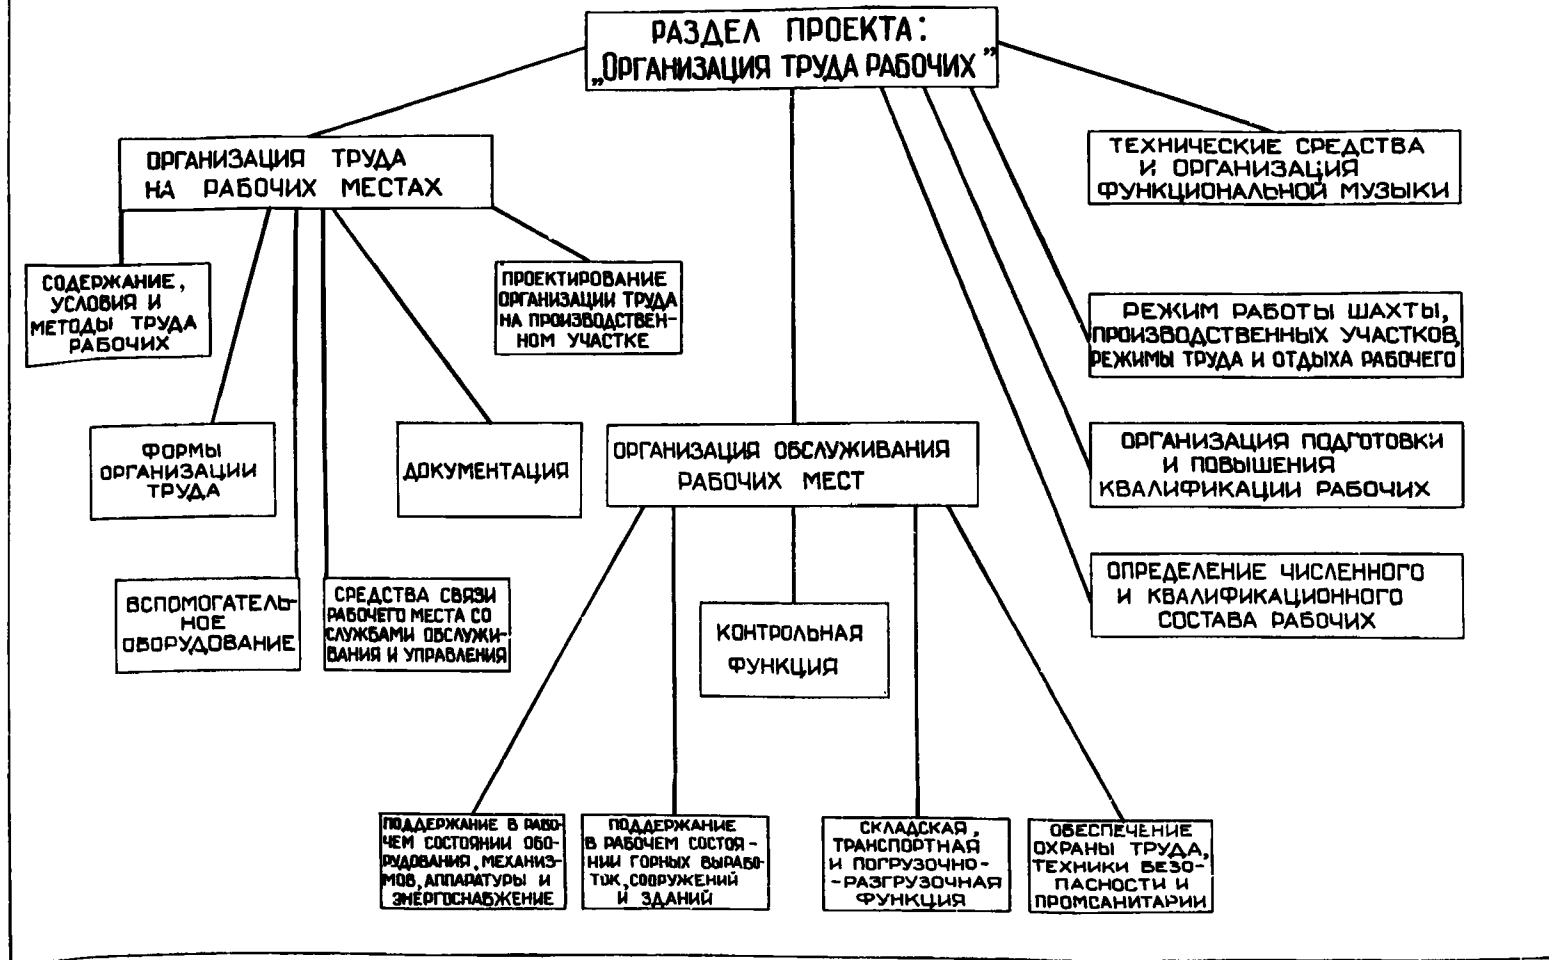 РАЗДЕЛ ПРОЕКТА:
„ОРГАНИЗАЦИЯ ТРУДА РАБОЧИХ”
ОРГАНИЗАЦИЯ ТРУДА
НА РАБОЧИХ МЕСТАХ
ТЕХНИЧЕСКИЕ СРЕДСТВА
И ОРГАНИЗАЦИЯ
ФУНКЦИОНАЛЬНОЙ МУЗЫКИ
СОДЕРЖАНИЕ,
УСЛОВИЯ И
МЕТОДЫ ТРУДА
РАБОЧИХ
ПРОЕКТИРОВАНИЕ
ОРГАНИЗАЦИИ ТРУДА
НА ПРОИЗВОДСТВЕН-
НОМ УЧАСТКЕ
РЕЖИМ РАБОТЫ ШАХТЫ,
ПРОИЗВОДСТВЕННЫХ УЧАСТКОВ,
РЕЖИМЫ ТРУДА И ОТДЫХА РАБОЧЕГО
ФОРМЫ
ОРГАНИЗАЦИИ
ТРУДА
ДОКУМЕНТАЦИЯ
ОРГАНИЗАЦИЯ ОБСЛУЖИВАНИЯ
РАБОЧИХ МЕСТ
ОРГАНИЗАЦИЯ ПОДГОТОВКИ
И ПОВЫШЕНИЯ
КВАЛИФИКАЦИИ РАБОЧИХ
ВСПОМОГАТЕЛЬ-
НОЕ
ОБОРУДОВАНИЕ
СРЕДСТВА СВЯЗИ
РАБОЧЕГО МЕСТА СО
СЛУЖБАМИ ОБСЛУЖИ-
ВАНИЯ И УПРАВЛЕНИЯ
КОНТРОЛЬНАЯ
ФУНКЦИЯ
ОПРЕДЕЛЕНИЕ ЧИСЛЕННОГО
И КВАЛИФИКАЦИОННОГО
СОСТАВА РАБОЧИХ
ПОДДЕРЖАНИЕ В РАБО-
ЧЕМ СОСТОЯНИИ ОБО-
РУДОВАНИЯ, МЕХАНИЗ-
МОВ, АППАРАТУРЫ И
ЭНЕРГОСНАБЖЕНИЕ
ПОДДЕРЖАНИЕ
В РАБОЧЕМ СОСТОЯ-
НИИ ГОРНЫХ ВЫРАБО-
ТОК, СООРУЖЕНИЙ
И ЗДАНИЙ
СКЛАДСКАЯ,
ТРАНСПОРТНАЯ
И ПОГРУЗОЧНО-
-РАЗГРУЗОЧНАЯ
ФУНКЦИЯ
ОБЕСПЕЧЕНИЕ
ОХРАНЫ ТРУДА,
ТЕХНИКИ БЕЗО-
ПАСНОСТИ И
ПРОМСАНИТАРИИ